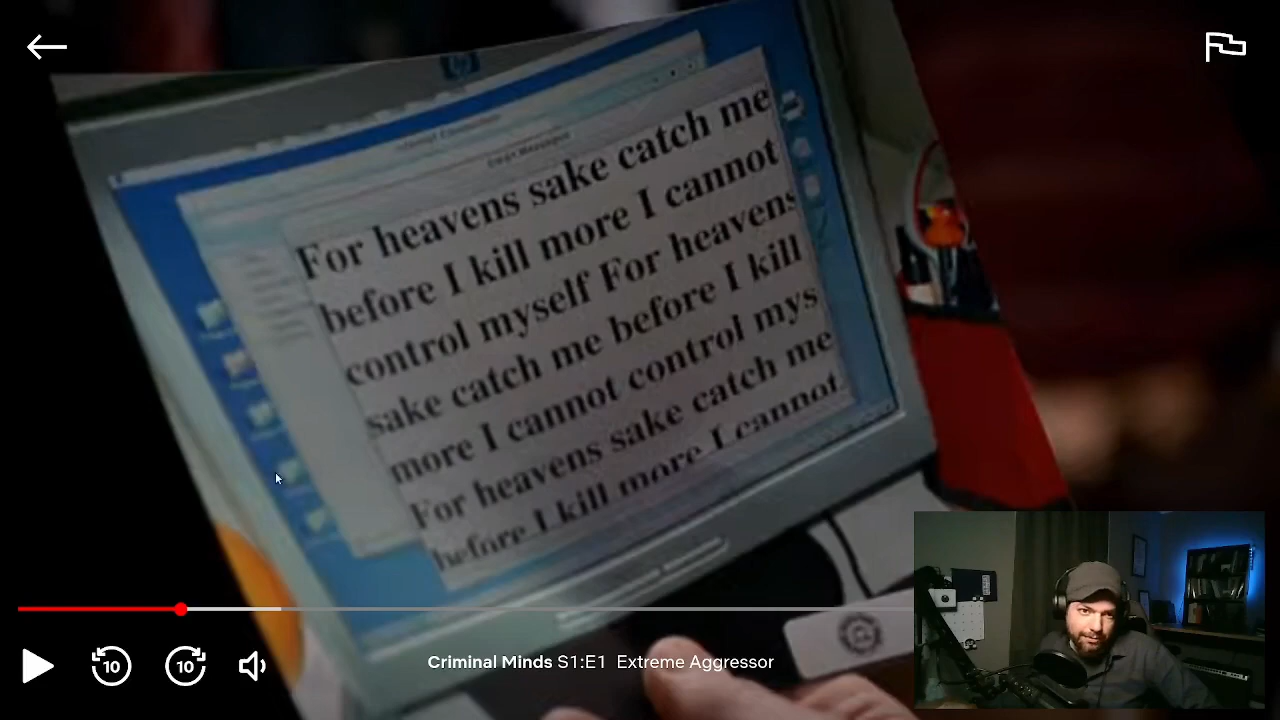 hp
For heavens sake catch me
before I kill more I cannot
control myself For heavens
sake catch me before I kill
more I cannot control mys
For heavens sake catch me
before I kill more I cannot
10
10
Criminal Minds S1:E1 Extreme Aggressor